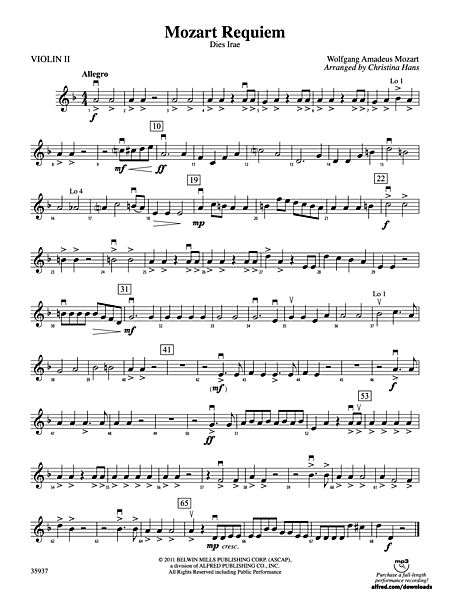 Mozart Requiem
Dies Irae
VIOLIN II
Wolfgang Amadeus Mozart
Arranged by Christina Hans
Allegro
Lo 1
f
10
mf
ff
Lo 4
19
22
mp
f
31
mf
Lo 1
41
(mf)
ff
53
ff
65
mp cresc.
ff
© 2011 BELWIN MILLS PUBLISHING CORP. (ASCAP),
a division of ALFRED PUBLISHING CO., INC.
All Rights Reserved including Public Performance
35937
mp3
Purchase a full-length
performance recording!
alfred.com/downloads